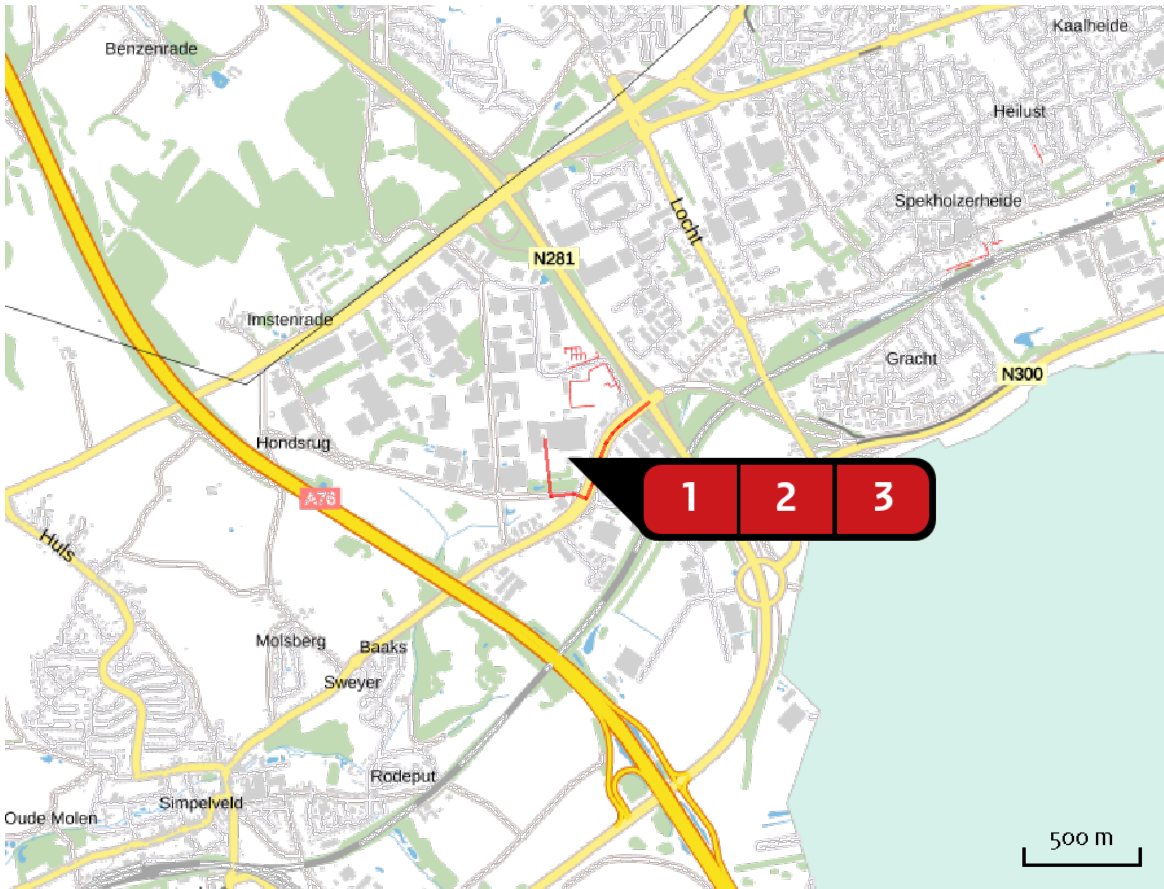 Kaalheide
Benzenrade
Heilust
Spekholzerheide
Locht
N281
Imstenrade
Gracht
N300
Hondsrug
A76
1 2 3
Huls
Molsberg
Baaks
Sweyer
Rodeput
Simpelveld
Oude Molen
500 m